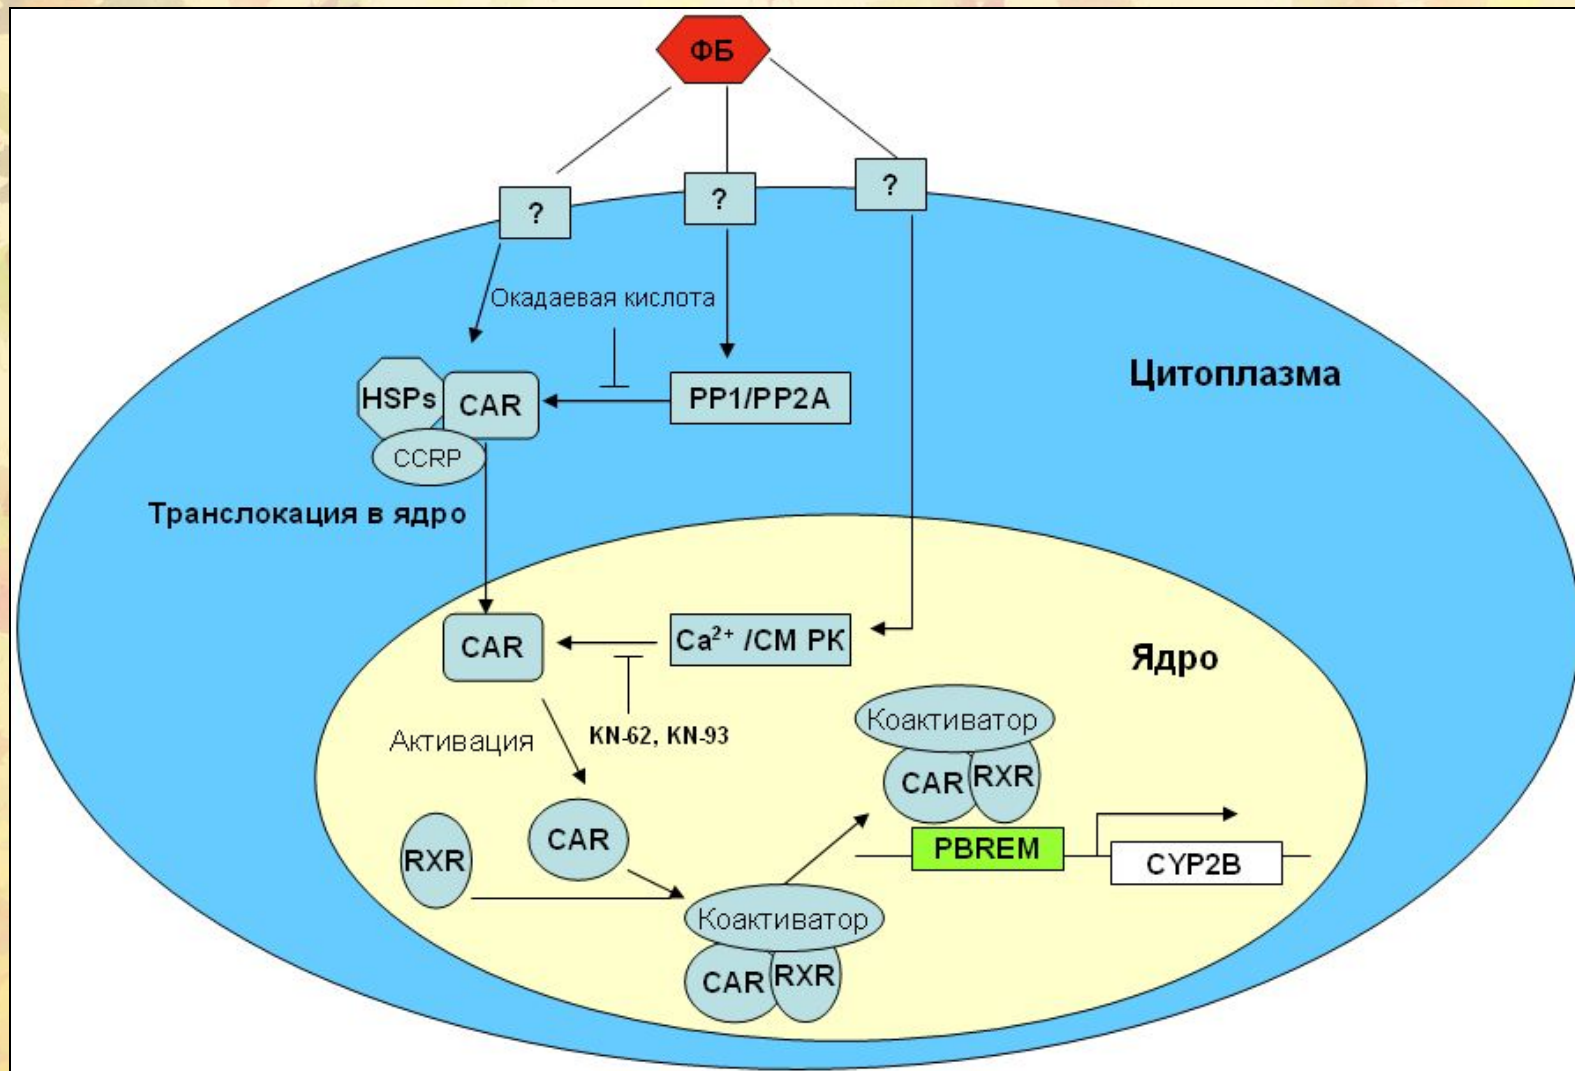 ФБ
?
?
?
Окадаевая кислота
HSPs
CAR
PP1/PP2A
CCRP
Цитоплазма
Транслокация в ядро
CAR
Ca²⁺ /CM PK
Ядро
KN-62, KN-93
Активация
Коактиватор
CAR
RXR
PBREM
CYP2B
RXR
CAR
Коактиватор
CAR
RXR